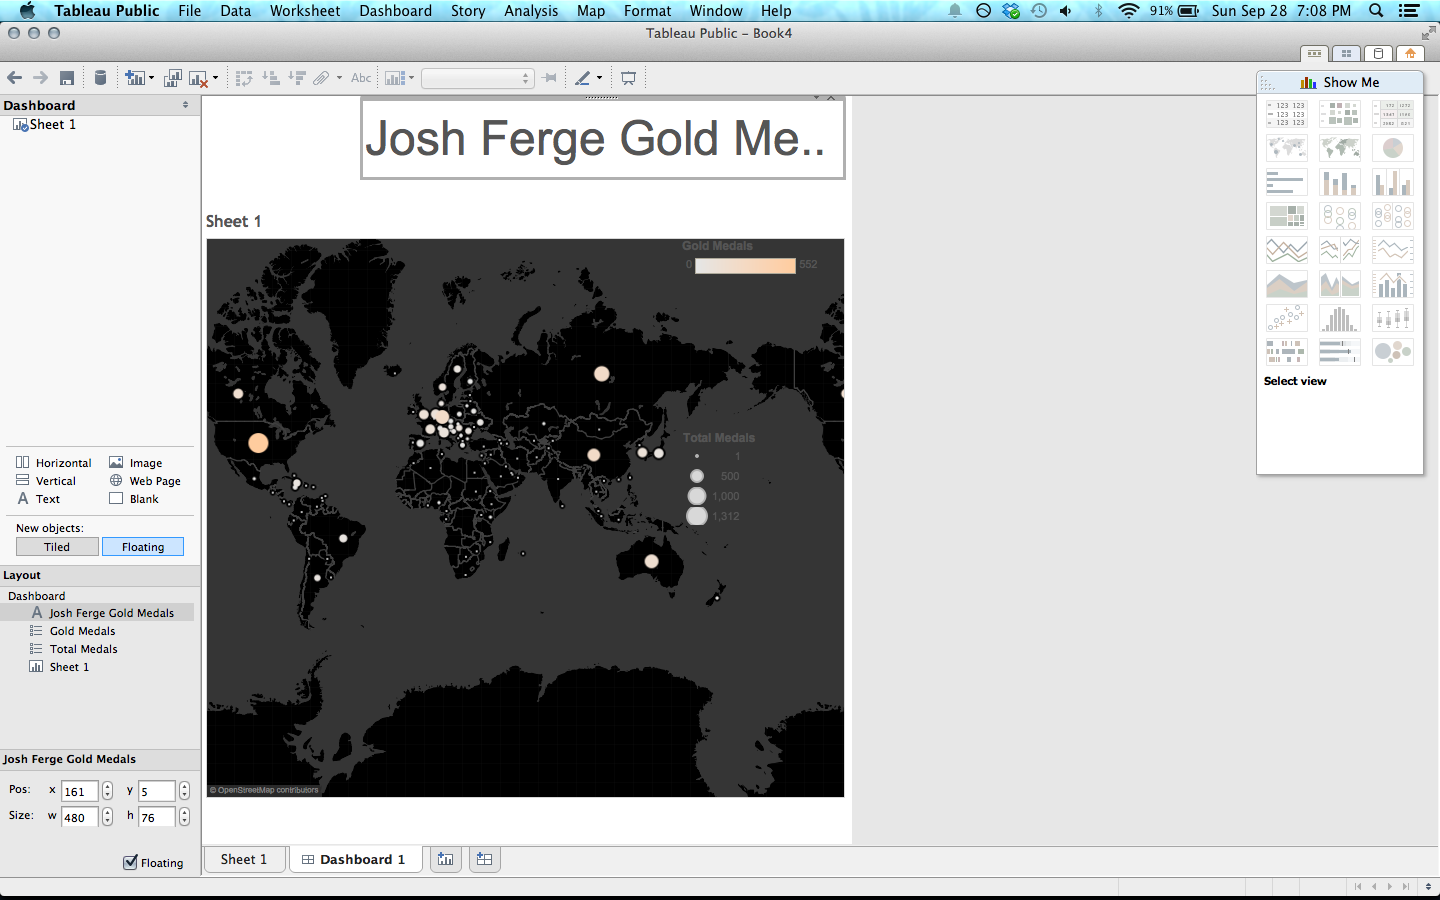 Tableau Public File Data Worksheet Dashboard Story Analysis Map Format Window Help 91% Sun Sep 28 7:08 PM
Tableau Public - Book4
Abc
Show Me
Dashboard
Sheet 1
Josh Ferge Gold Me..
Sheet 1
Gold Medals
0 552
Total Medals
1
500
1,000
1,312
© OpenStreetMap contributors
Select view
Horizontal Image
Vertical Web Page
A Text Blank
New objects:
Tiled Floating
Layout
Dashboard
A Josh Ferge Gold Medals
Gold Medals
Total Medals
Sheet 1
Josh Ferge Gold Medals
Pos: x 161 y 5
Size: w 480 h 76
Floating
Sheet 1 Dashboard 1